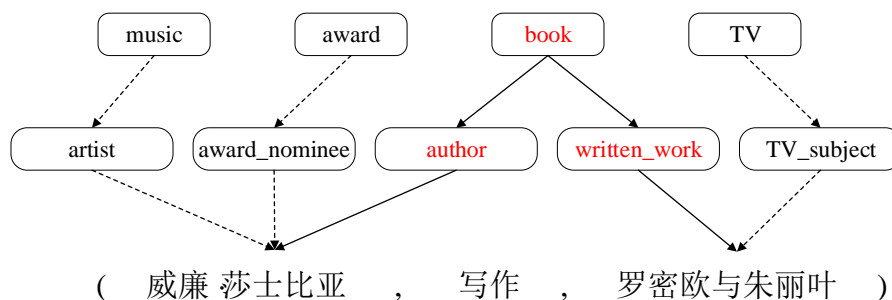 music award book TV
artist award_nominee author written_work TV_subject
( 威廉·莎士比亚 , 写作 , 罗密欧与朱丽叶 )